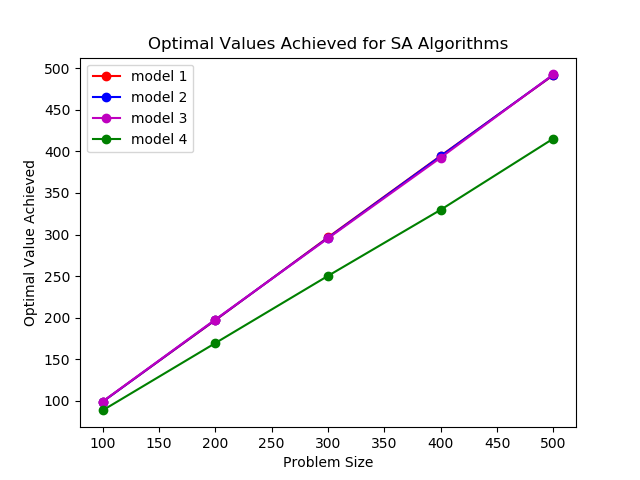 Optimal Values Achieved for SA Algorithms
model 1
model 2
model 3
model 4
Optimal Value Achieved
500
450
400
350
300
250
200
150
100
100 150 200 250 300 350 400 450 500
Problem Size